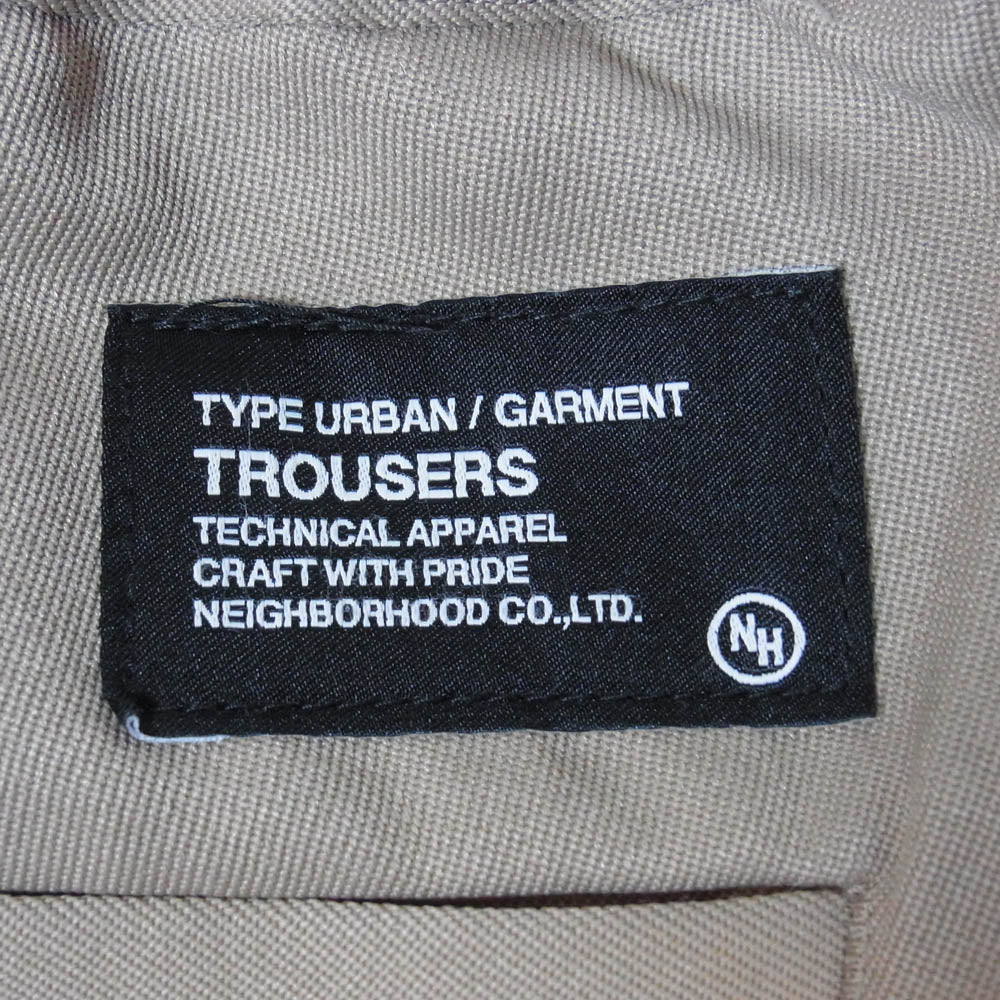 TYPE URBAN / GARMENT
TROUSERS
TECHNICAL APPAREL
CRAFT WITH PRIDE
NEIGHBORHOOD CO.,LTD.
NH